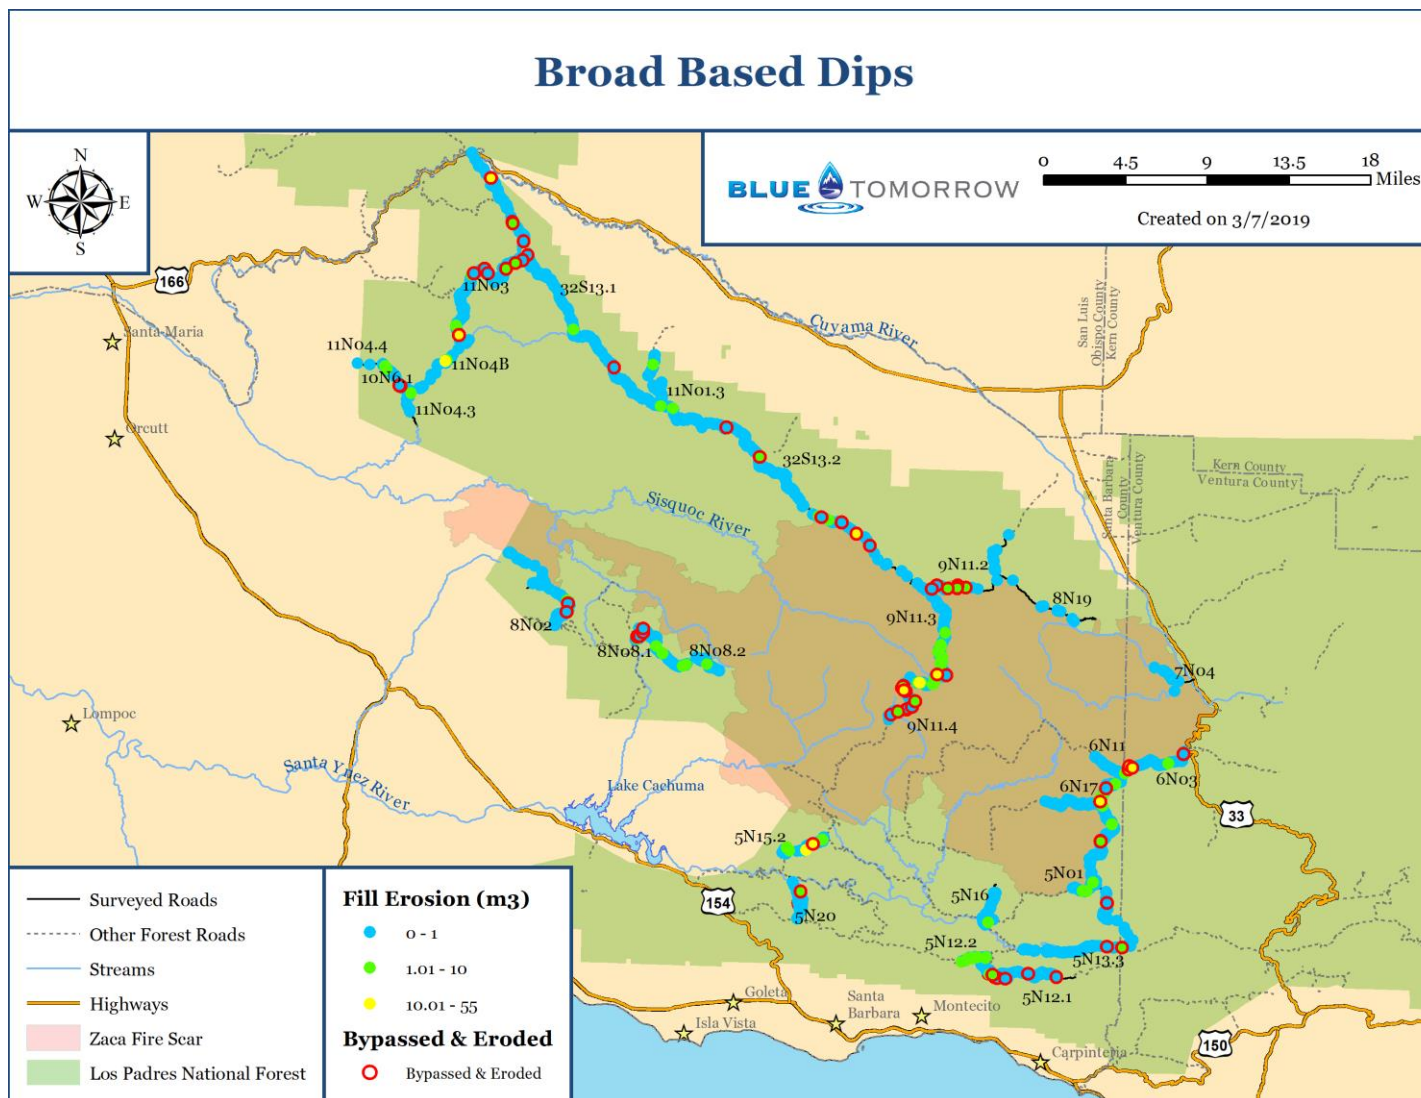 Broad Based Dips
N
W E
S
BLUE TOMORROW
0 4.5 9 13.5 18
Miles
Created on 3/7/2019
166
Santa Maria
Orcutt
Lompoc
11N03
32S13.1
Cuyama River
San Luis
Obispo County
Kern County
11N04.4
11N04B
10N6.1
11N04.3
11N01.3
32S13.2
Kern County
Ventura County
Santa Barbara
County
Ventura County
Sisquoc River
9N11.2
8N19
9N11.3
8N02
8N08.1
8N08.2
7N04
9N11.4
6N11
6N03
Santa Ynez River
Lake Cachuma
6N17
33
5N15.2
5N01
5N16
154
5N20
5N12.2
5N13.3
5N12.1
Goleta
Isla Vista
Santa
Barbara
Montecito
Carpinteria
150
Surveyed Roads
Other Forest Roads
Streams
Highways
Zaca Fire Scar
Los Padres National Forest
Fill Erosion (m3)
0 - 1
1.01 - 10
10.01 - 55
Bypassed & Eroded
Bypassed & Eroded